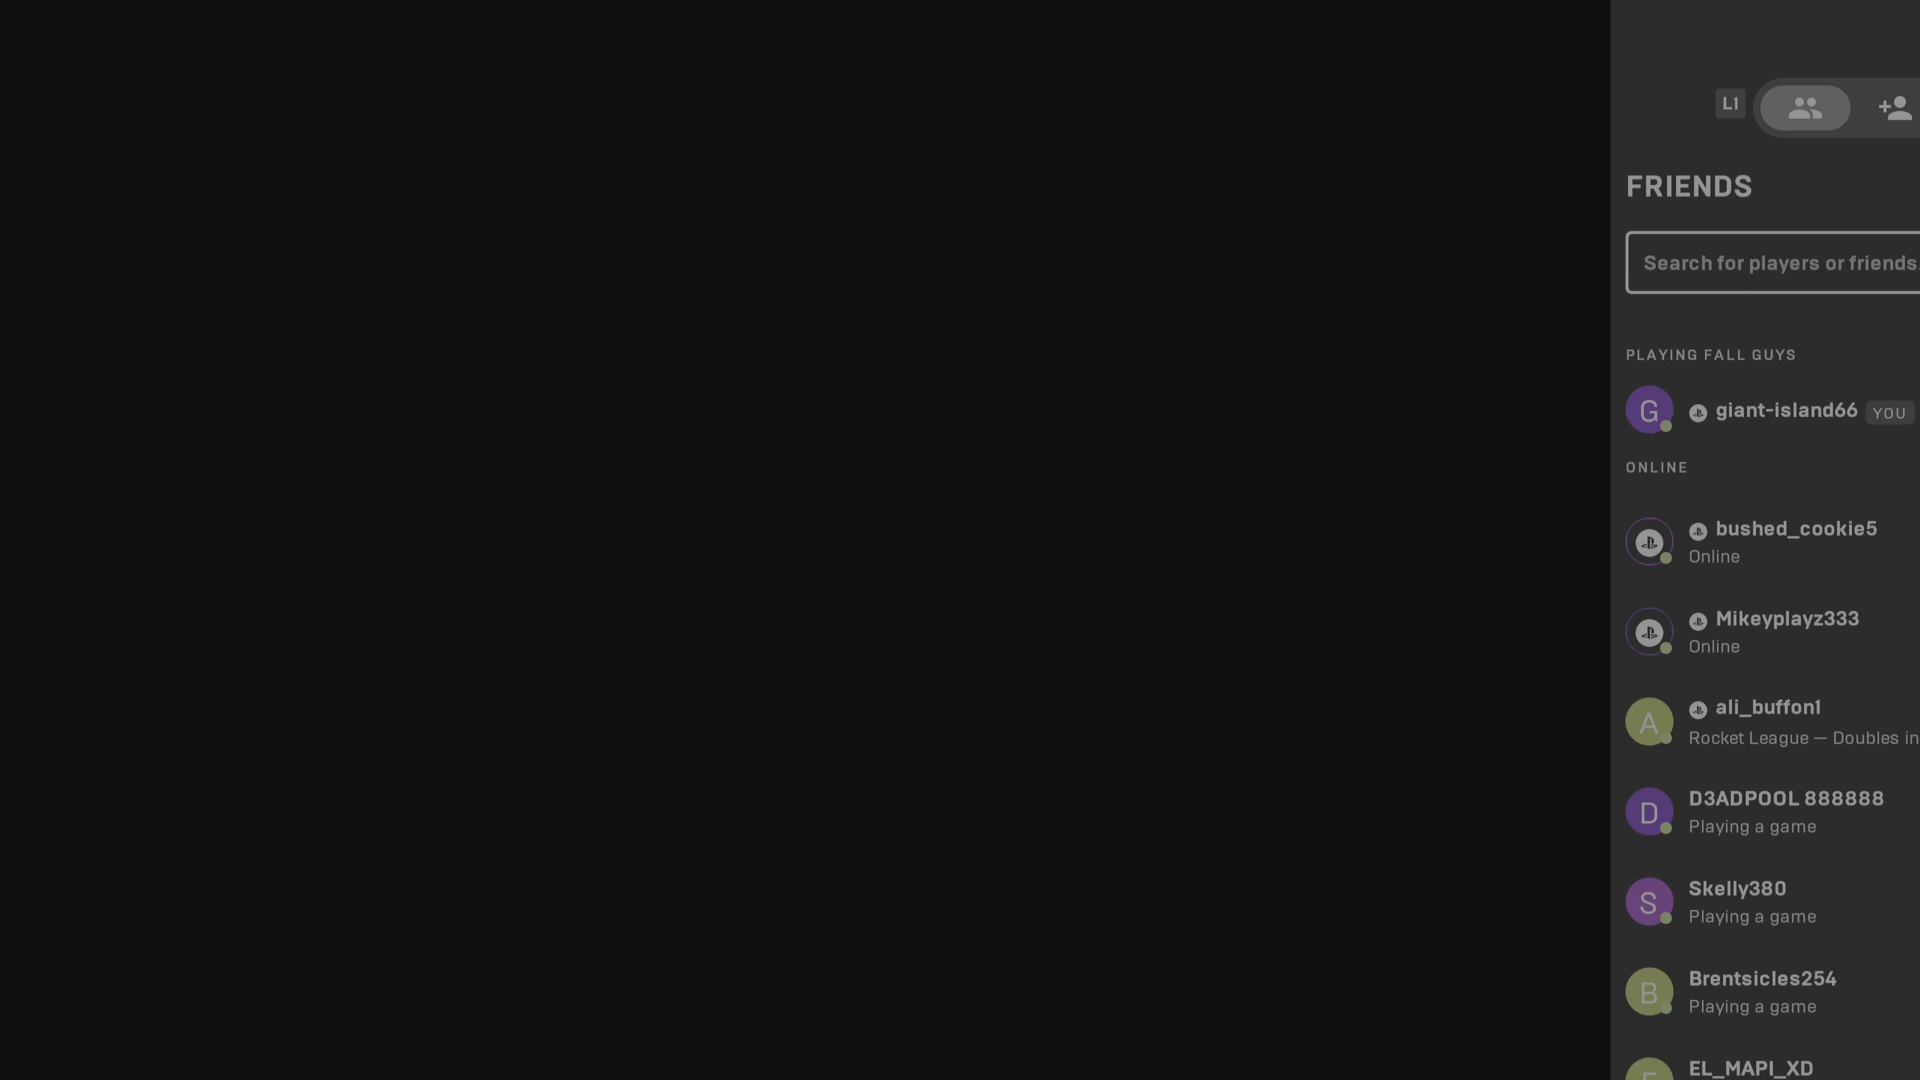 L1
FRIENDS
Search for players or friends.
PLAYING FALL GUYS
G
giant-island66 YOU
ONLINE
bushed_cookie5
Online
Mikeyplayz333
Online
A
ali_buffon1
Rocket League — Doubles in
D
D3ADPOOL 888888
Playing a game
S
Skelly380
Playing a game
B
Brentsicles254
Playing a game
EL_MAPI_XD